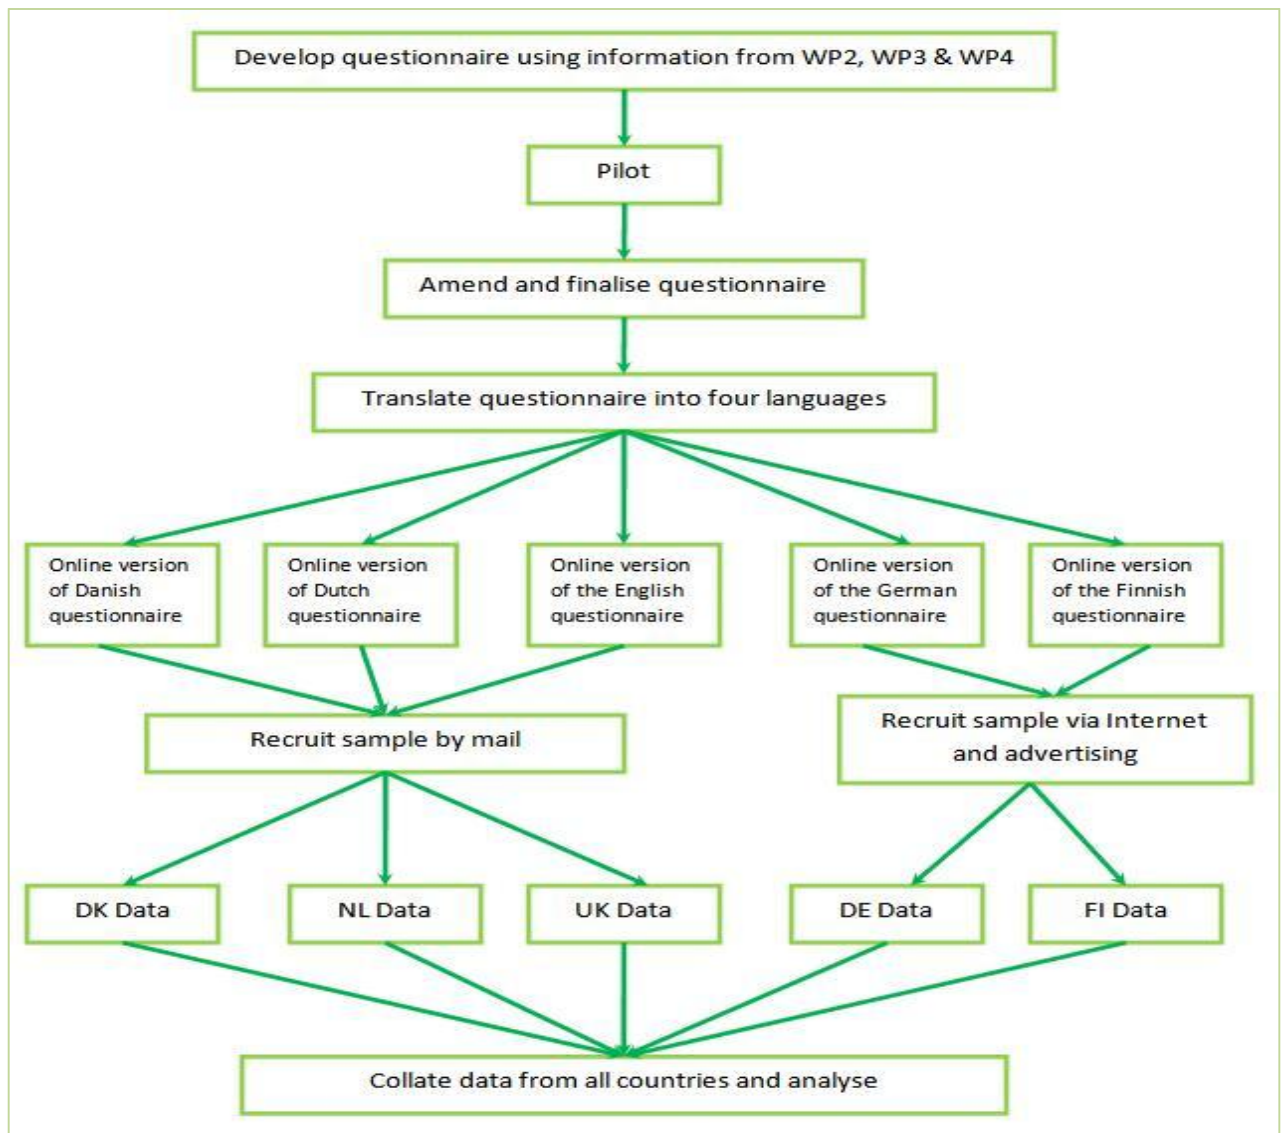 Develop questionnaire using information from WP2, WP3 & WP4
Pilot
Amend and finalise questionnaire
Translate questionnaire into four languages
Online version
of Danish
questionnaire
Online version
of Dutch
questionnaire
Online version
of the English
questionnaire
Online version
of the German
questionnaire
Online version
of the Finnish
questionnaire
Recruit sample by mail
Recruit sample via Internet
and advertising
DK Data
NL Data
UK Data
DE Data
FI Data
Collate data from all countries and analyse